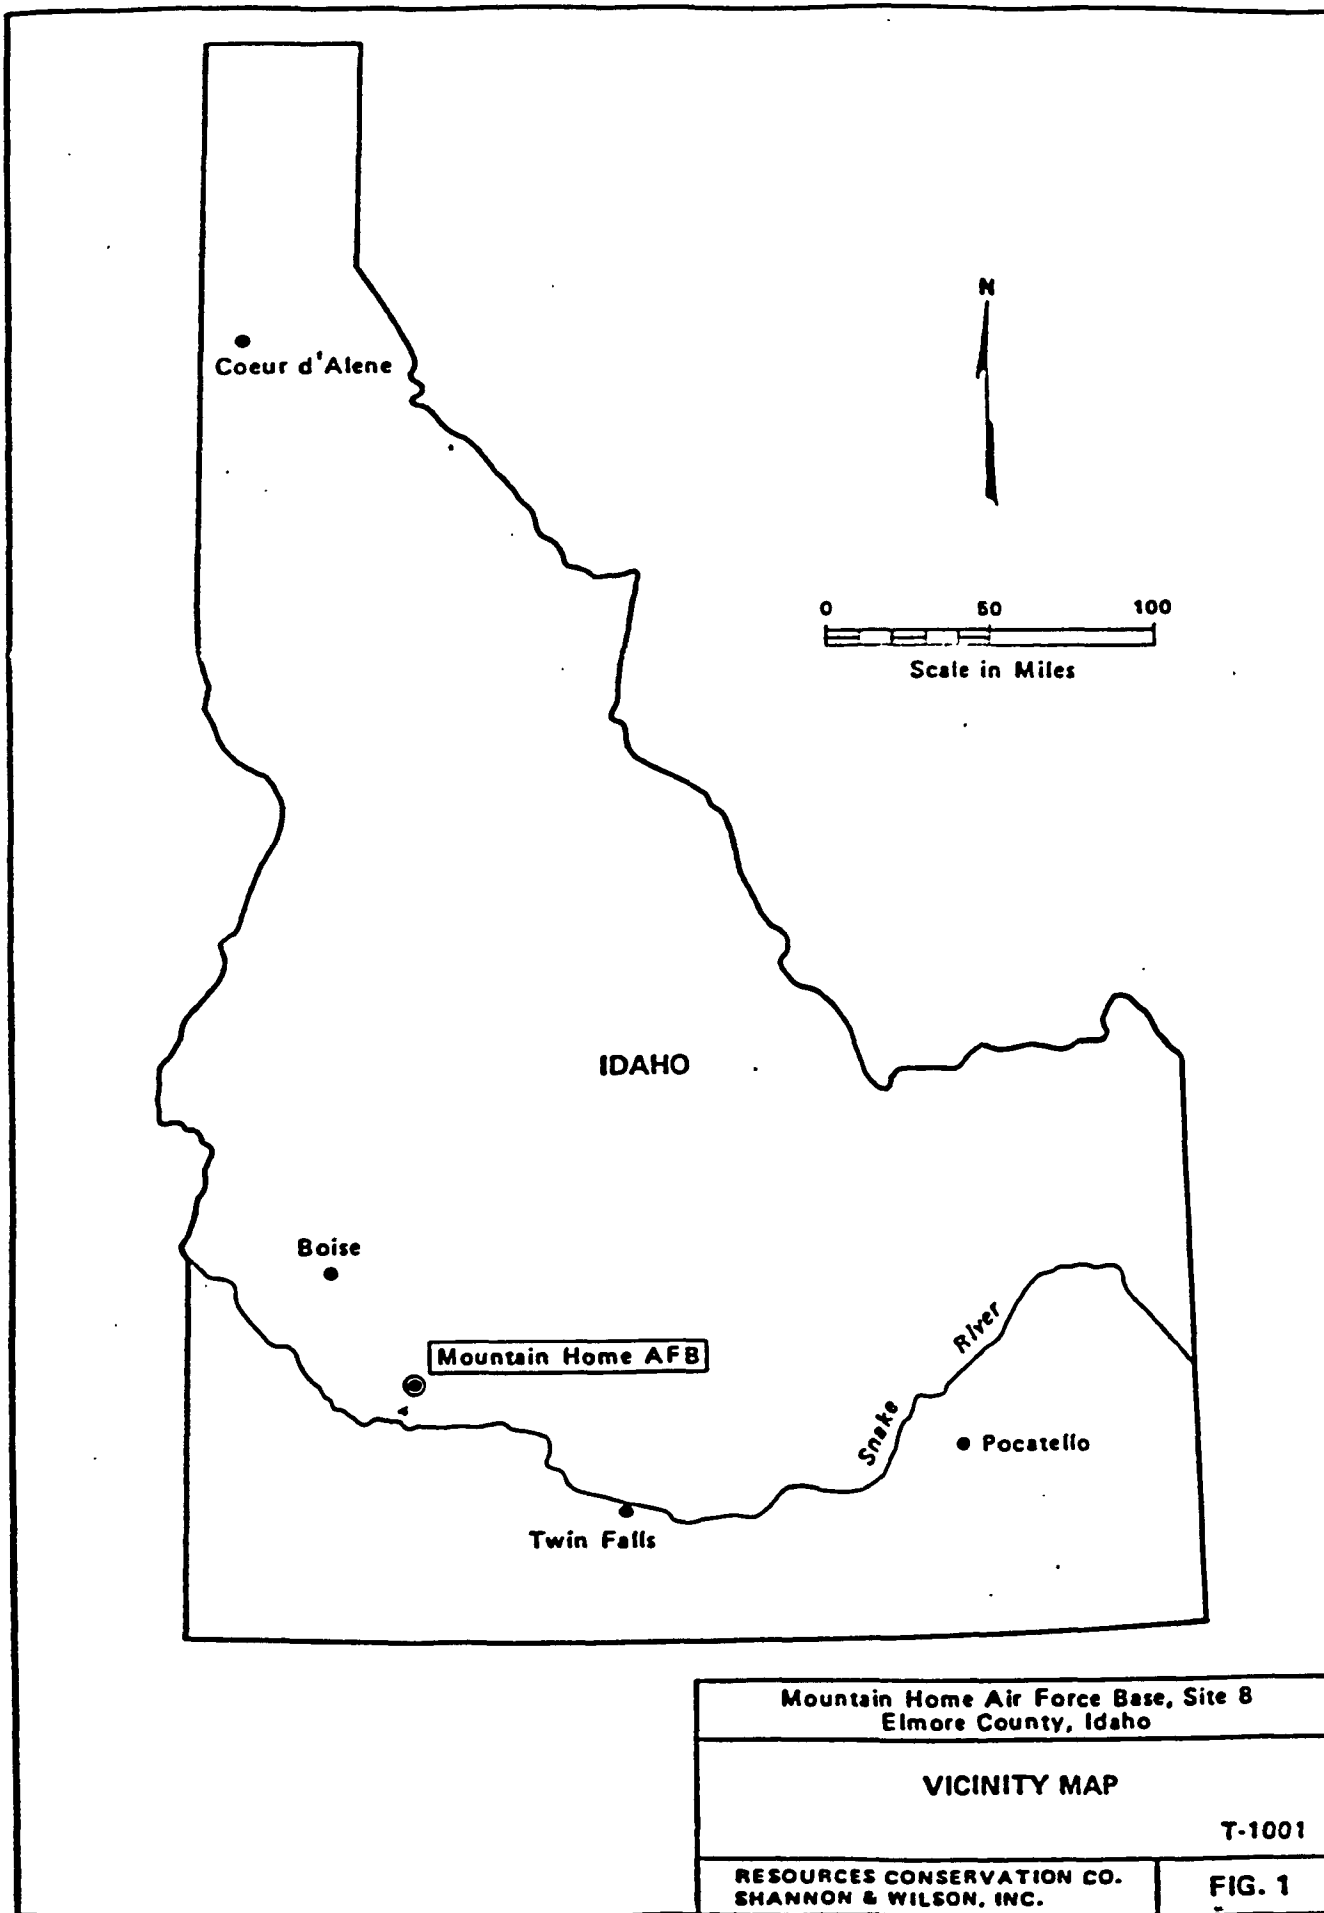 N
Coeur d'Alene
0 50 100
Scale in Miles
IDAHO
Boise
Mountain Home AFB
Snake River
Pocatello
Twin Falls
Mountain Home Air Force Base, Site 8
Elmore County, Idaho
VICINITY MAP
T-1001
RESOURCES CONSERVATION CO.
SHANNON & WILSON, INC.
FIG. 1